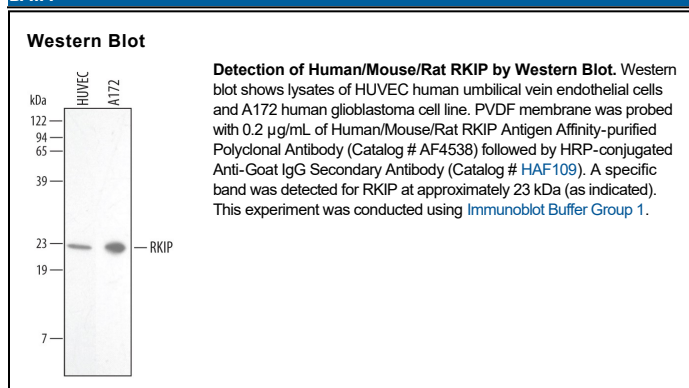 Western Blot
HUVEC
A172
kDa
122
94
65
39
23
RKIP
19
7
Detection of Human/Mouse/Rat RKIP by Western Blot. Western
blot shows lysates of HUVEC human umbilical vein endothelial cells
and A172 human glioblastoma cell line. PVDF membrane was probed
with 0.2 µg/mL of Human/Mouse/Rat RKIP Antigen Affinity-purified
Polyclonal Antibody (Catalog # AF4538) followed by HRP-conjugated
Anti-Goat IgG Secondary Antibody (Catalog # HAF109). A specific
band was detected for RKIP at approximately 23 kDa (as indicated).
This experiment was conducted using Immunoblot Buffer Group 1.